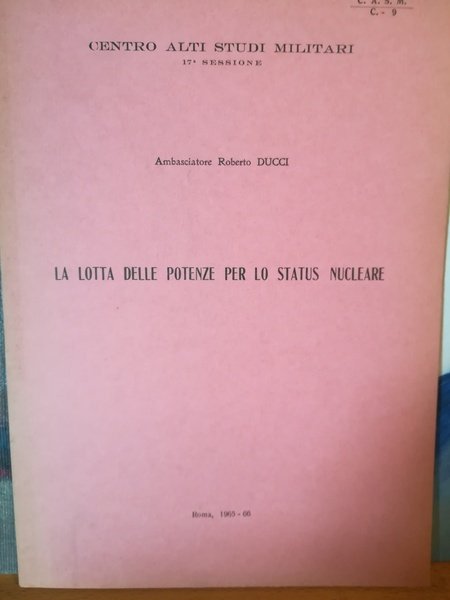 C. A. S. M.
C. - 9
CENTRO ALTI STUDI MILITARI
17ª SESSIONE
Ambasciatore Roberto DUCCI
LA LOTTA DELLE POTENZE PER LO STATUS NUCLEARE
Roma, 1965 - 66